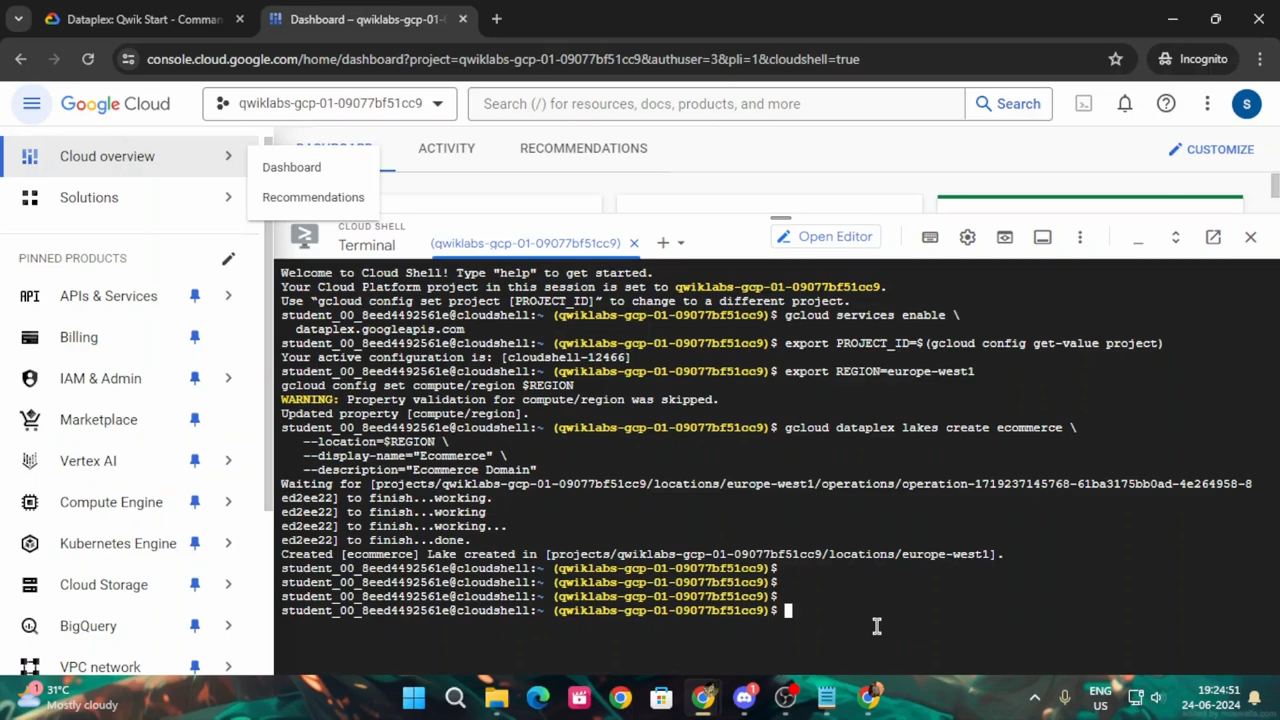 Dataplex: Qwik Start - Comman
Dashboard – qwiklabs-gcp-01-
console.cloud.google.com/home/dashboard?project=qwiklabs-gcp-01-09077bf51cc9&authuser=3&pli=1&cloudshell=true
Incognito
Google Cloud
qwiklabs-gcp-01-09077bf51cc9
Search (/) for resources, docs, products, and more
Search
S
Cloud overview
Dashboard
Recommendations
Solutions
PINNED PRODUCTS
API APIs & Services
Billing
IAM & Admin
Marketplace
Vertex AI
Compute Engine
Kubernetes Engine
Cloud Storage
BigQuery
VPC network
DASHBOARD
ACTIVITY
RECOMMENDATIONS
CUSTOMIZE
CLOUD SHELL
Terminal
(qwiklabs-gcp-01-09077bf51cc9)
Open Editor
Welcome to Cloud Shell! Type "help" to get started.
Your Cloud Platform project in this session is set to qwiklabs-gcp-01-09077bf51cc9.
Use “gcloud config set project [PROJECT_ID]” to change to a different project.
student_00_8eed4492561e@cloudshell:~ (qwiklabs-gcp-01-09077bf51cc9)$ gcloud services enable \
dataplex.googleapis.com
student_00_8eed4492561e@cloudshell:~ (qwiklabs-gcp-01-09077bf51cc9)$ export PROJECT_ID=$(gcloud config get-value project)
Your active configuration is: [cloudshell-12466]
student_00_8eed4492561e@cloudshell:~ (qwiklabs-gcp-01-09077bf51cc9)$ export REGION=europe-west1
gcloud config set compute/region $REGION
WARNING: Property validation for compute/region was skipped.
Updated property [compute/region].
student_00_8eed4492561e@cloudshell:~ (qwiklabs-gcp-01-09077bf51cc9)$ gcloud dataplex lakes create ecommerce \
--location=$REGION \
--display-name="Ecommerce" \
--description="Ecommerce Domain"
Waiting for [projects/qwiklabs-gcp-01-09077bf51cc9/locations/europe-west1/operations/operation-1719237145768-61ba3175bb0ad-4e264958-8
ed2ee22] to finish...working.
ed2ee22] to finish...working
ed2ee22] to finish...working...
ed2ee22] to finish...done.
Created [ecommerce] Lake created in [projects/qwiklabs-gcp-01-09077bf51cc9/locations/europe-west1].
student_00_8eed4492561e@cloudshell:~ (qwiklabs-gcp-01-09077bf51cc9)$
student_00_8eed4492561e@cloudshell:~ (qwiklabs-gcp-01-09077bf51cc9)$
student_00_8eed4492561e@cloudshell:~ (qwiklabs-gcp-01-09077bf51cc9)$
student_00_8eed4492561e@cloudshell:~ (qwiklabs-gcp-01-09077bf51cc9)$
1
31°C
Mostly cloudy
ENG
US
19:24:51
24-06-2024